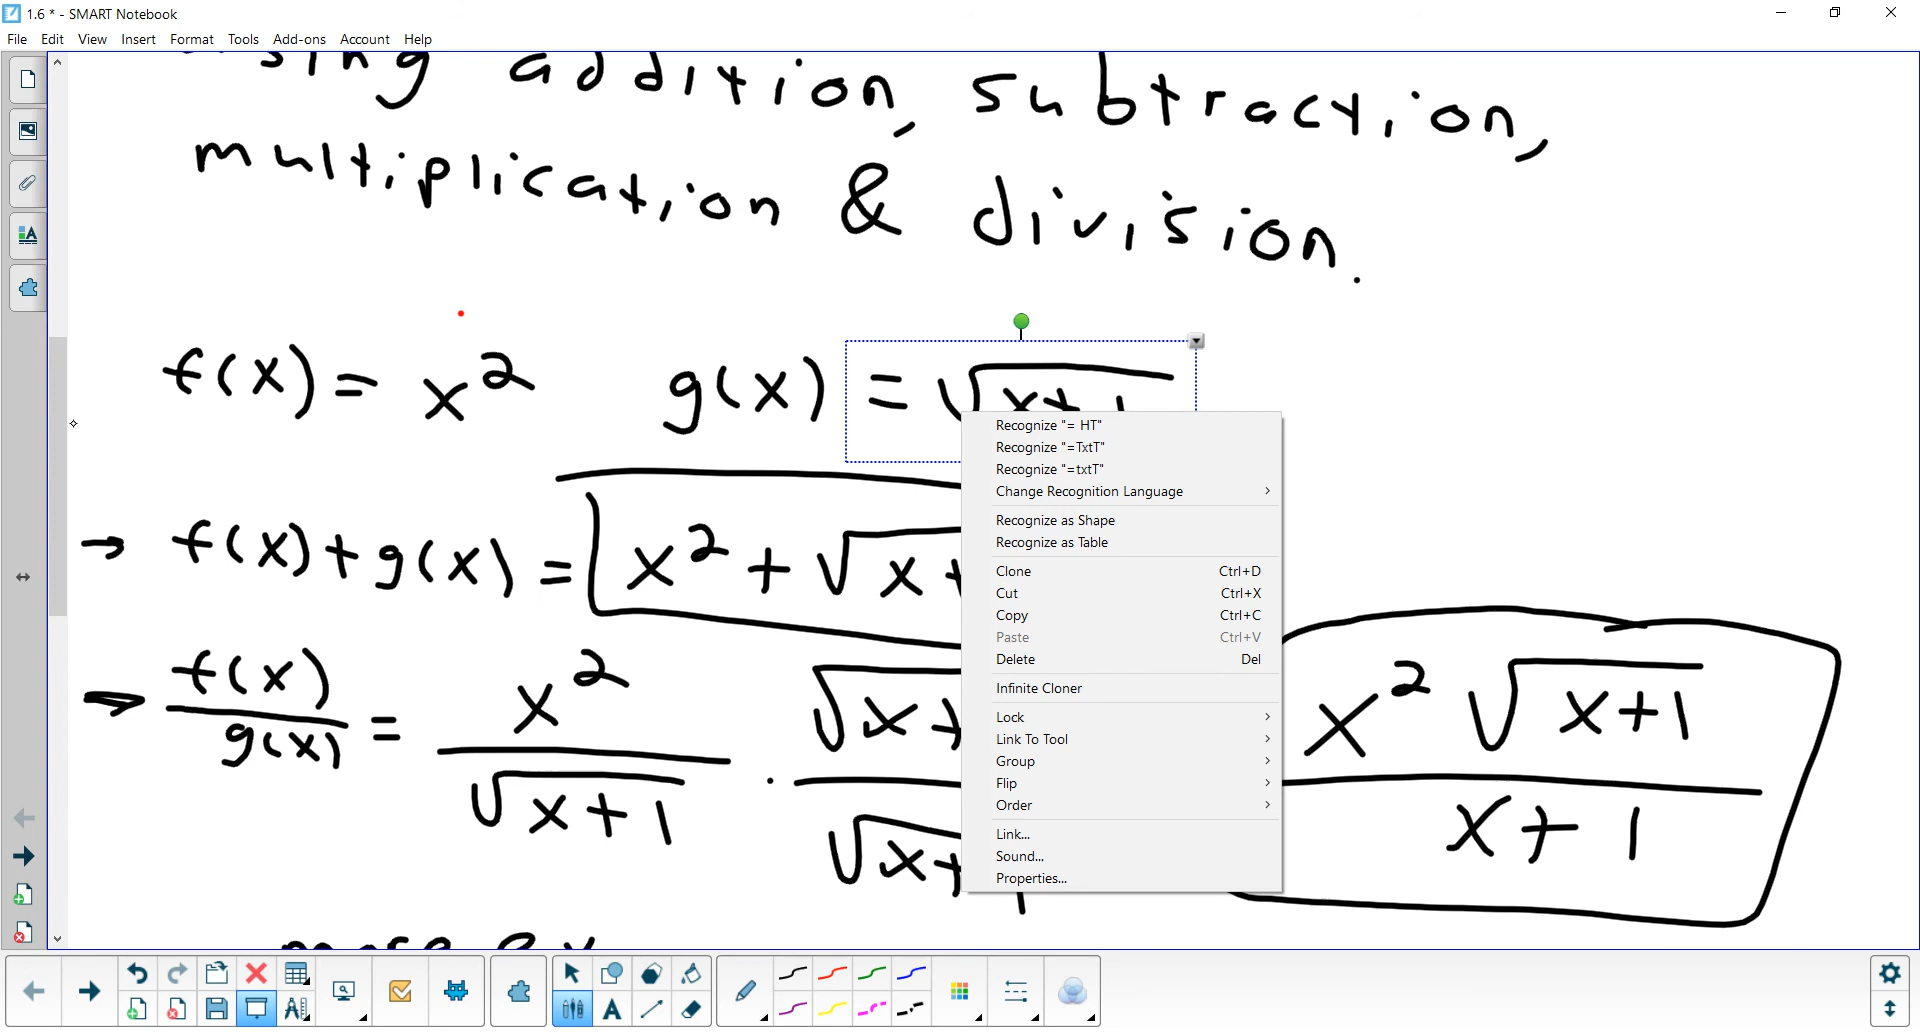 1.6 * - SMART Notebook
File Edit View Insert Format Tools Add-ons Account Help
addition, subtraction,
multiplication & division.
f(x) = x² g(x) = √x+1
→ f(x)+g(x) = x² + √x+
→ f(x)/g(x) = x²/√x+1 · √x+/√x+1 x²√x+1/x+1
more ex
Recognize "= HT"
Recognize "=TxtT"
Recognize "=txtT"
Change Recognition Language
Recognize as Shape
Recognize as Table
Clone Ctrl+D
Cut Ctrl+X
Copy Ctrl+C
Paste Ctrl+V
Delete Del
Infinite Cloner
Lock
Link To Tool
Group
Flip
Order
Link...
Sound...
Properties...